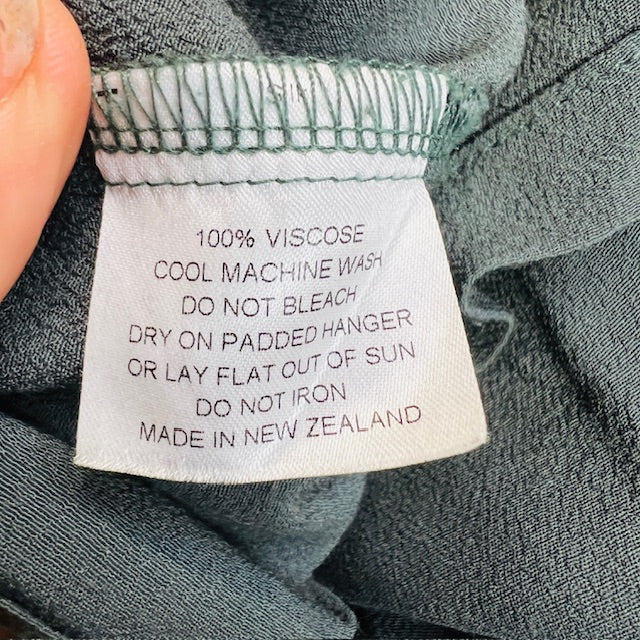 100% VISCOSE
COOL MACHINE WASH
DO NOT BLEACH
DRY ON PADDED HANGER
OR LAY FLAT OUT OF SUN
DO NOT IRON
MADE IN NEW ZEALAND